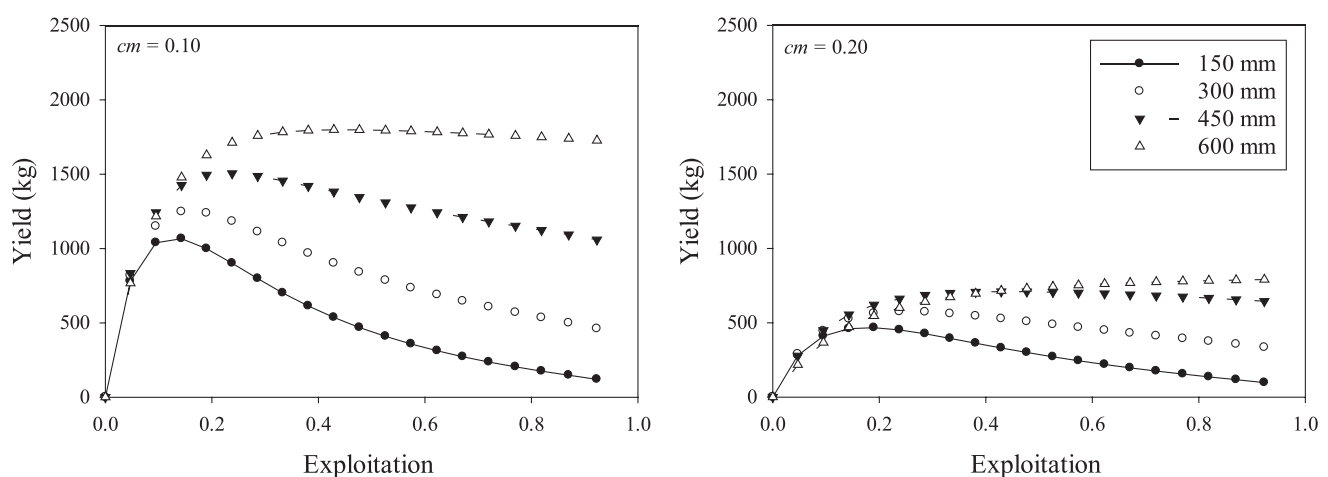 cm = 0.10
Yield (kg)
2500
2000
1500
1000
500
0
0.0 0.2 0.4 0.6 0.8 1.0
Exploitation
cm = 0.20
150 mm
300 mm
450 mm
600 mm
Yield (kg)
2500
2000
1500
1000
500
0
0.0 0.2 0.4 0.6 0.8 1.0
Exploitation